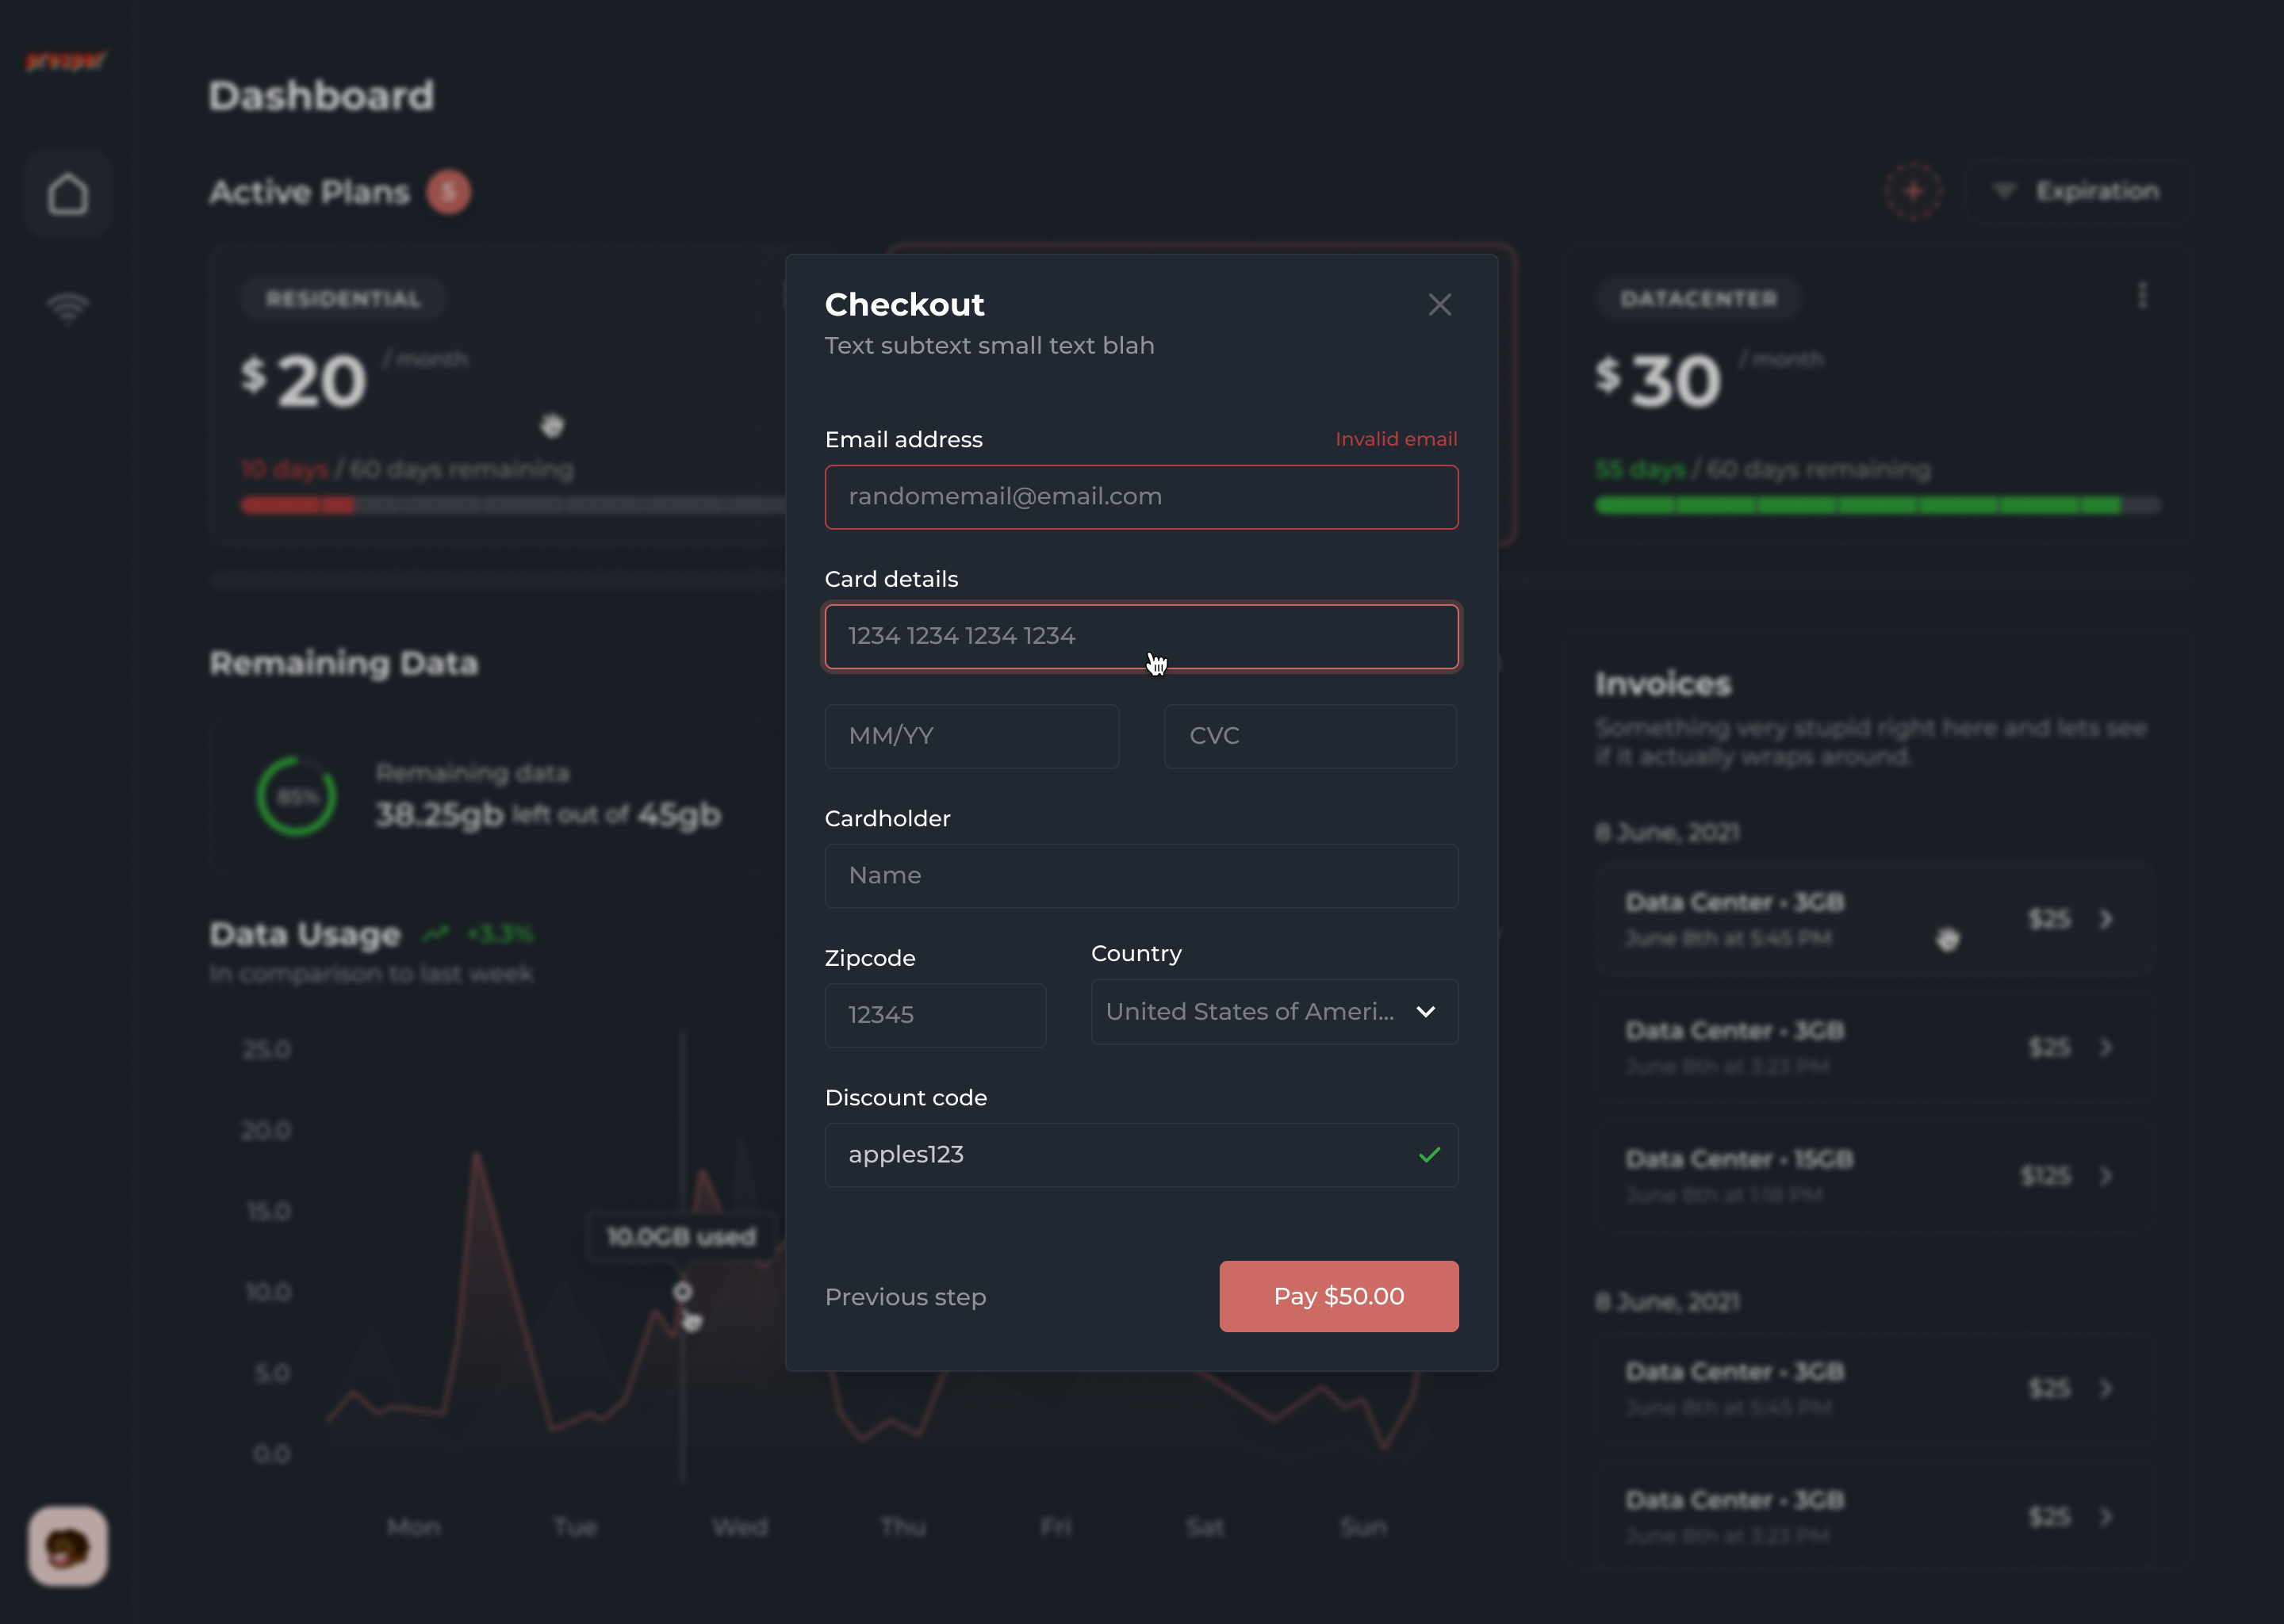 Dashboard
Active Plans 5
Expiration
RESIDENTIAL
$ 20 / month
10 days / 60 days remaining
DATACENTER
$ 30 / month
55 days / 60 days remaining
Checkout
Text subtext small text blah
Email address
Invalid email
randomemail@email.com
Card details
1234 1234 1234 1234
MM/YY
CVC
Cardholder
Name
Zipcode
Country
12345
United States of Ameri...
Discount code
apples123
Previous step
Pay $50.00
Remaining Data
85%
Remaining data
38.25gb left out of 45gb
Data Usage +3.3%
In comparison to last week
25.0
20.0
15.0
10.0
5.0
0.0
10.0GB used
Mon Tue Wed Thu Fri Sat Sun
Invoices
Something very stupid right here and lets see
if it actually wraps around.
8 June, 2021
Data Center • 3GB
June 8th at 5:45 PM
$25
Data Center • 3GB
June 8th at 3:23 PM
$25
Data Center • 15GB
June 8th at 1:18 PM
$125
8 June, 2021
Data Center • 3GB
June 8th at 5:45 PM
$25
Data Center • 3GB
June 8th at 3:23 PM
$25